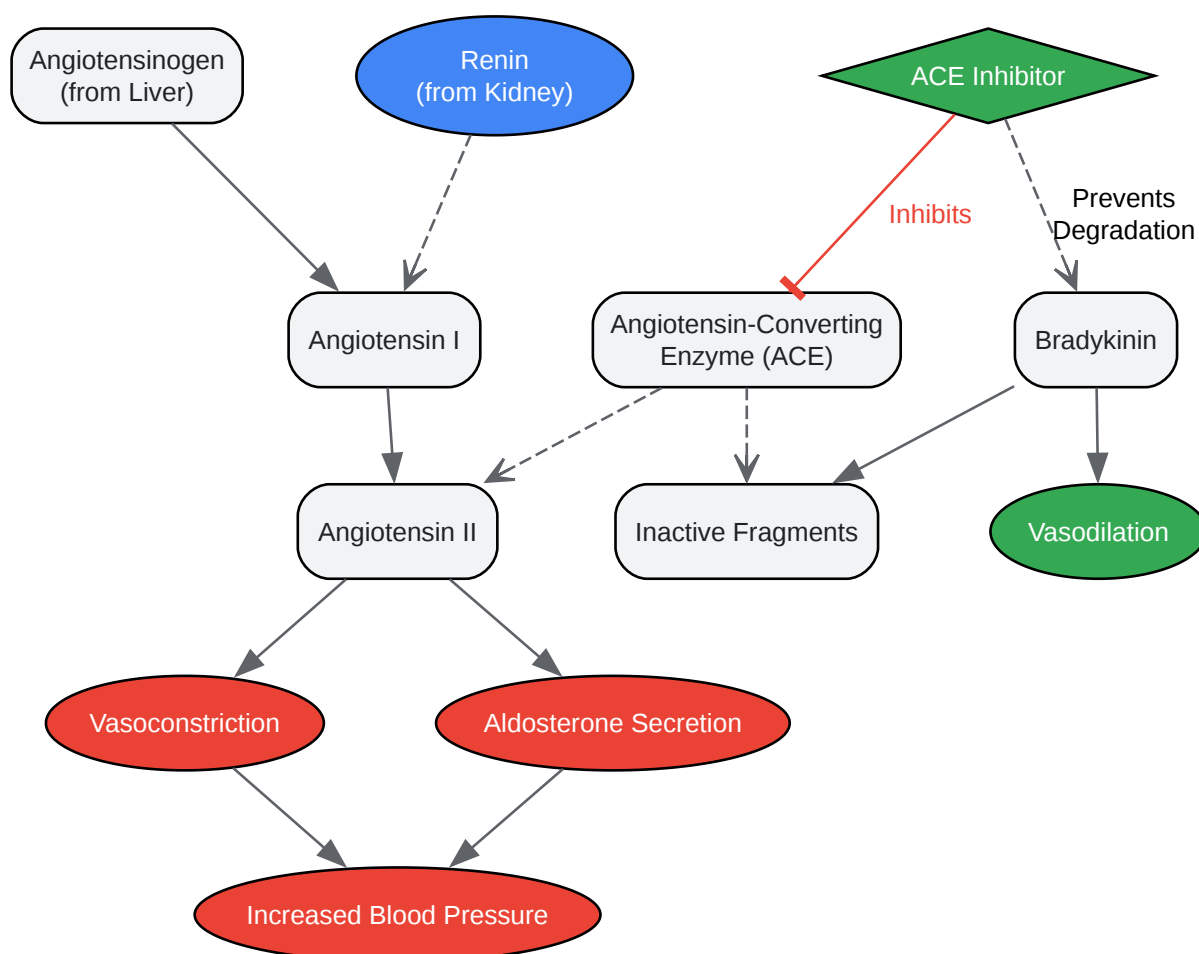 Angiotensinogen
(from Liver)
Renin
(from Kidney)
ACE Inhibitor
Inhibits
Prevents
Degradation
Angiotensin I
Angiotensin-Converting
Enzyme (ACE)
Bradykinin
Angiotensin II
Inactive Fragments
Vasodilation
Vasoconstriction
Aldosterone Secretion
Increased Blood Pressure